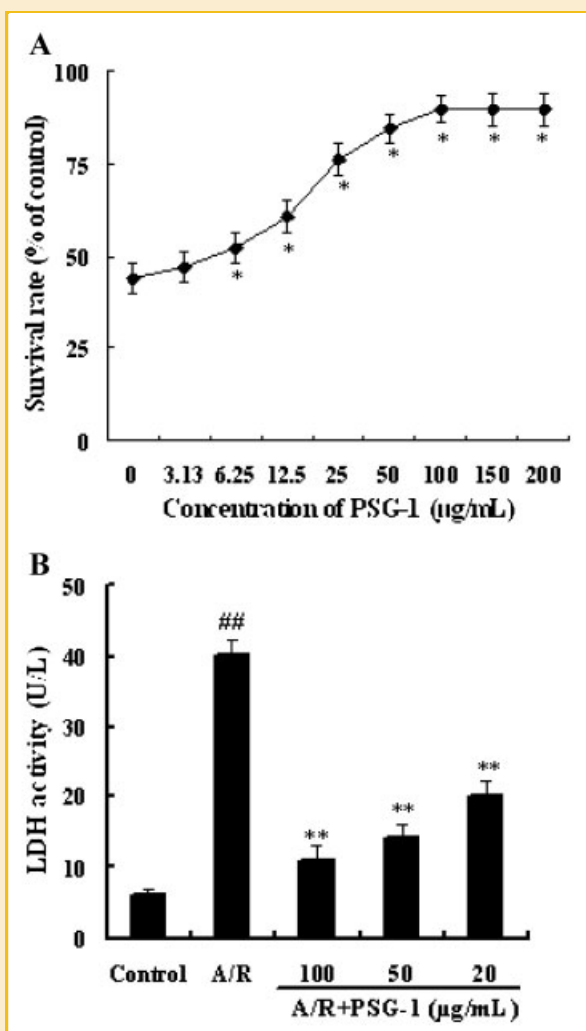 A
100
75
50
25
0
Survival rate (% of control)
* * * * * * *
0 3.13 6.25 12.5 25 50 100 150 200
Concentration of PSG-1 (µg/mL)
B
50
40
30
20
10
0
LDH activity (U/L)
##
** ** **
Control A/R 100 50 20
A/R+PSG-1 (µg/mL)